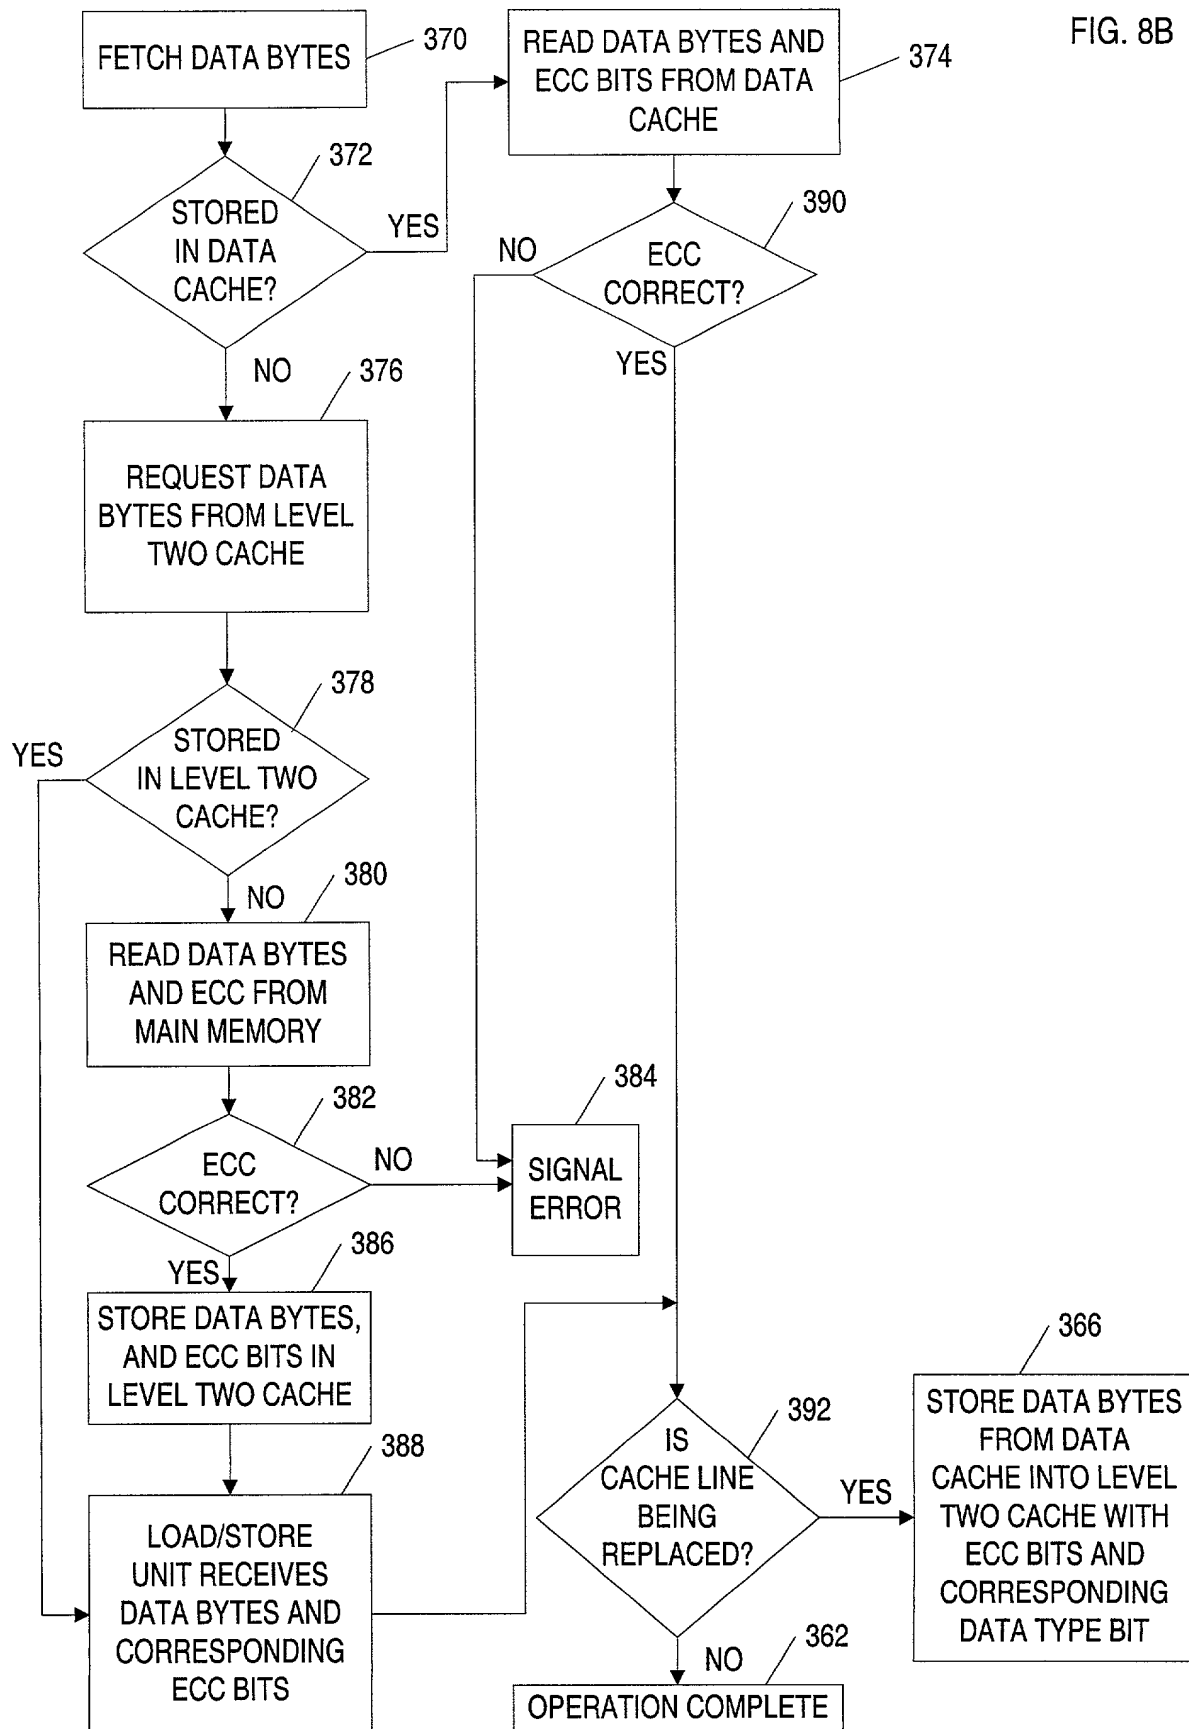 FIG. 8B
FETCH DATA BYTES
370
READ DATA BYTES AND
ECC BITS FROM DATA
CACHE
374
372
STORED
IN DATA
CACHE?
YES
NO
390
ECC
CORRECT?
NO
YES
376
REQUEST DATA
BYTES FROM LEVEL
TWO CACHE
378
STORED
IN LEVEL TWO
CACHE?
YES
NO
380
READ DATA BYTES
AND ECC FROM
MAIN MEMORY
382
ECC
CORRECT?
NO
YES
384
SIGNAL
ERROR
386
STORE DATA BYTES,
AND ECC BITS IN
LEVEL TWO CACHE
388
LOAD/STORE
UNIT RECEIVES
DATA BYTES AND
CORRESPONDING
ECC BITS
392
IS
CACHE LINE
BEING
REPLACED?
YES
NO
366
STORE DATA BYTES
FROM DATA
CACHE INTO LEVEL
TWO CACHE WITH
ECC BITS AND
CORRESPONDING
DATA TYPE BIT
362
OPERATION COMPLETE